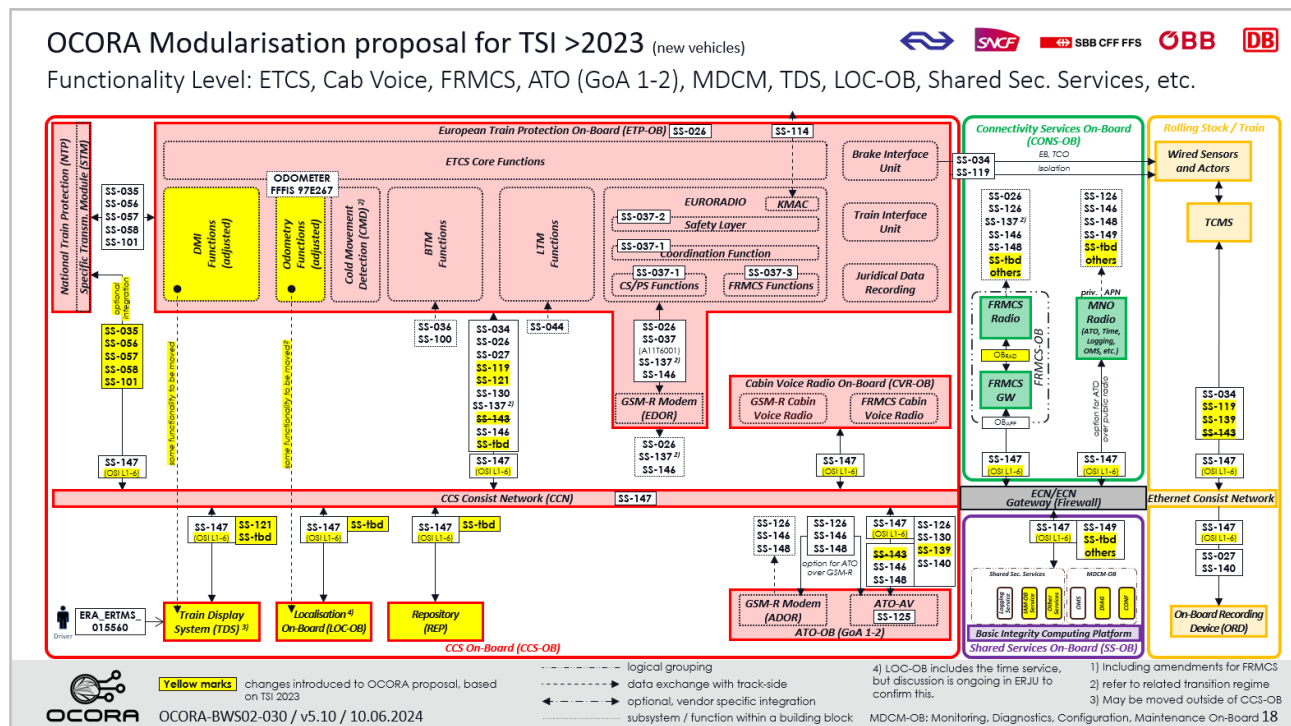 OCORA Modularisation proposal for TSI >2023 (new vehicles)
SNCF
SBB CFF FFS
ÖBB
DB
Functionality Level: ETCS, Cab Voice, FRMCS, ATO (GoA 1-2), MDCM, TDS, LOC-OB, Shared Sec. Services, etc.
National Train Protection (NTP)
Specific Transm. Module (STM)
SS-035
SS-056
SS-057
SS-058
SS-101
optional
integration
SS-035
SS-056
SS-057
SS-058
SS-101
SS-147
(OSI L1-6)
European Train Protection On-Board (ETP-OB)
SS-026
SS-114
ETCS Core Functions
ODOMETER
FFFIS 97E267
DMI
Functions
(adjusted)
Odometry
Functions
(adjusted)
Cold Movement
Detection (CMD) 2)
BTM
Functions
LTM
Functions
EURORADIO
KMAC
SS-037-2
Safety Layer
SS-037-1
Coordination Function
SS-037-1
CS/PS Functions
SS-037-3
FRMCS Functions
Brake Interface
Unit
Train Interface
Unit
Juridical Data
Recording
some functionality to be moved
some functionality to be moved?
SS-036
SS-100
SS-034
SS-026
SS-027
SS-119
SS-121
SS-130
SS-137 2)
SS-143
SS-146
SS-tbd
SS-147
(OSI L1-6)
SS-044
SS-026
SS-037
(A11T6001)
SS-137 2)
SS-146
GSM-R Modem
(EDOR)
SS-026
SS-137 2)
SS-146
Cabin Voice Radio On-Board (CVR-OB)
GSM-R Cabin
Voice Radio
FRMCS Cabin
Voice Radio
SS-147
(OSI L1-6)
SS-034
SS-119
EB, TCO
Isolation
Connectivity Services On-Board
(CONS-OB)
SS-026
SS-126
SS-137 2)
SS-146
SS-148
SS-tbd
others
SS-126
SS-146
SS-148
SS-149
SS-tbd
others
priv. APN
FRMCS
Radio
OBRAD
FRMCS
GW
FRMCS-OB
OBAPP
MNO
Radio
(ATO, Time,
Logging,
OMS, etc.)
option for ATO
over public radio
SS-147
(OSI L1-6)
SS-147
(OSI L1-6)
Rolling Stock / Train
Wired Sensors
and Actors
TCMS
SS-034
SS-119
SS-139
SS-143
SS-147
(OSI L1-6)
CCS Consist Network (CCN)
SS-147
ECN/ECN
Gateway (Firewall)
Ethernet Consist Network
SS-147
(OSI L1-6)
SS-121
SS-tbd
SS-147
(OSI L1-6)
SS-tbd
SS-147
(OSI L1-6)
SS-tbd
SS-126
SS-146
SS-148
SS-126
SS-146
SS-148
option for ATO
over GSM-R
SS-147
(OSI L1-6)
SS-143
SS-146
SS-148
SS-126
SS-130
SS-139
SS-140
SS-147
(OSI L1-6)
SS-149
SS-tbd
others
SS-147
(OSI L1-6)
SS-027
SS-140
Driver
ERA_ERTMS_
015560
Train Display
System (TDS) 3)
Localisation 4)
On-Board (LOC-OB)
Repository
(REP)
GSM-R Modem
(ADOR)
ATO-AV
SS-125
ATO-OB (GoA 1-2)
Shared Sec. Services
MDCM-OB
Logging
Service
IAM-OB
Service
Other
Services
OMS
DIAG
CONF
Basic Integrity Computing Platform
Shared Services On-Board (SS-OB)
On-Board Recording
Device (ORD)
CCS On-Board (CCS-OB)
OCORA
Yellow marks
changes introduced to OCORA proposal, based
on TSI 2023
OCORA-BWS02-030 / v5.10 / 10.06.2024
logical grouping
data exchange with track-side
optional, vendor specific integration
subsystem / function within a building block
4) LOC-OB includes the time service,
but discussion is ongoing in ERJU to
confirm this.
1) Including amendments for FRMCS
2) refer to related transition regime
3) May be moved outside of CCS-OB
MDCM-OB: Monitoring, Diagnostics, Configuration, Maintenance On-Board 18